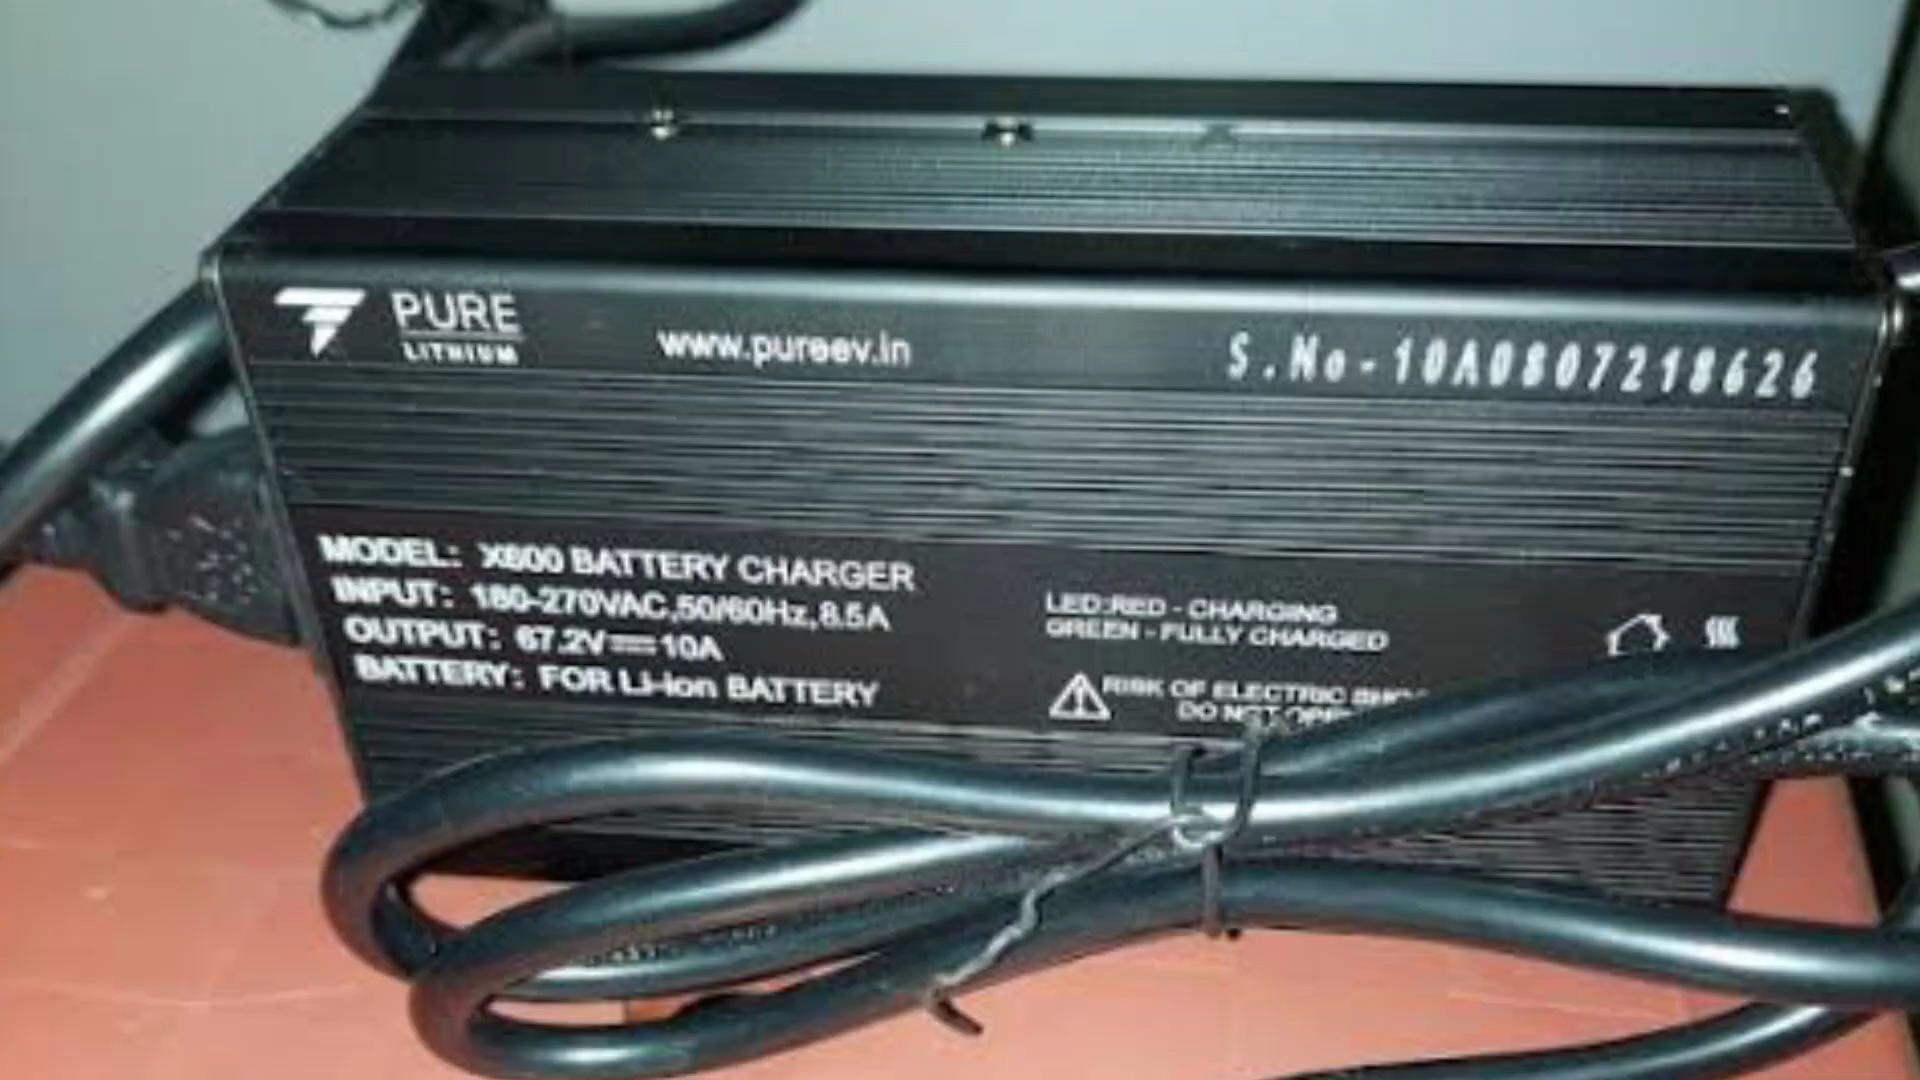 PURE
LITHIUM
www.pureev.in
S.No-10A0807218626
MODEL: X600 BATTERY CHARGER
INPUT: 180-270VAC,50/60Hz,8.5A
OUTPUT: 67.2V⎓10A
BATTERY: FOR Li-ion BATTERY
LED:RED - CHARGING
GREEN - FULLY CHARGED
RISK OF ELECTRIC
DO NOT